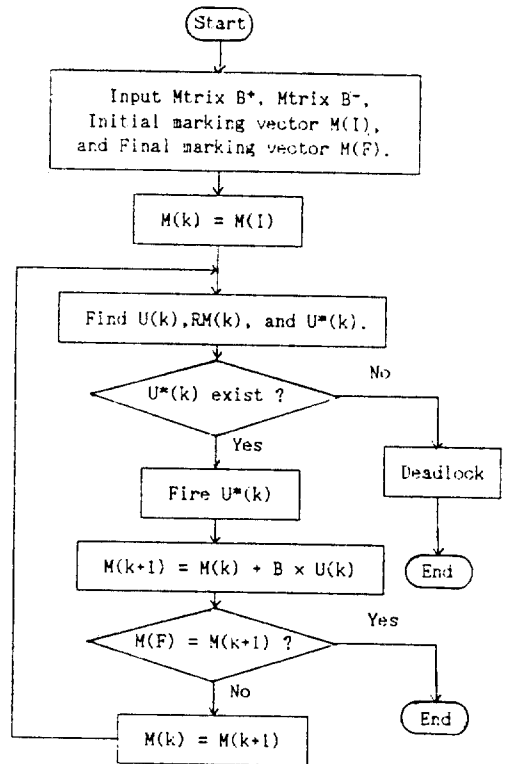 Start
Input Mtrix B+, Mtrix B-,
Initial marking vector M(I),
and Final marking vector M(F).
M(k) = M(I)
Find U(k),RM(k), and U*(k).
U*(k) exist ?
No
Yes
Fire U*(k)
Deadlock
M(k+1) = M(k) + B × U(k)
End
M(F) = M(k+1) ?
Yes
No
End
M(k) = M(k+1)